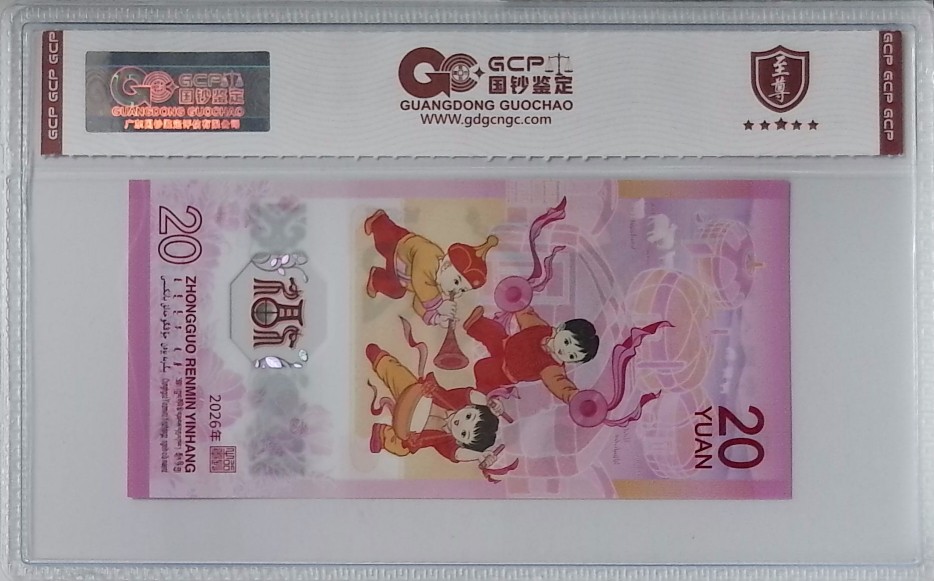 GCP GCP GCP
GCP
国钞鉴定
GUANGDONG GUOCHAO
广东国钞鉴定评估有限公司
GCP
国钞鉴定
GUANGDONG GUOCHAO
www.gdgcngc.com
至尊
GCP GCP GCP
20
ZHONGGUO RENMIN YINHANG
2026年
20
YUAN